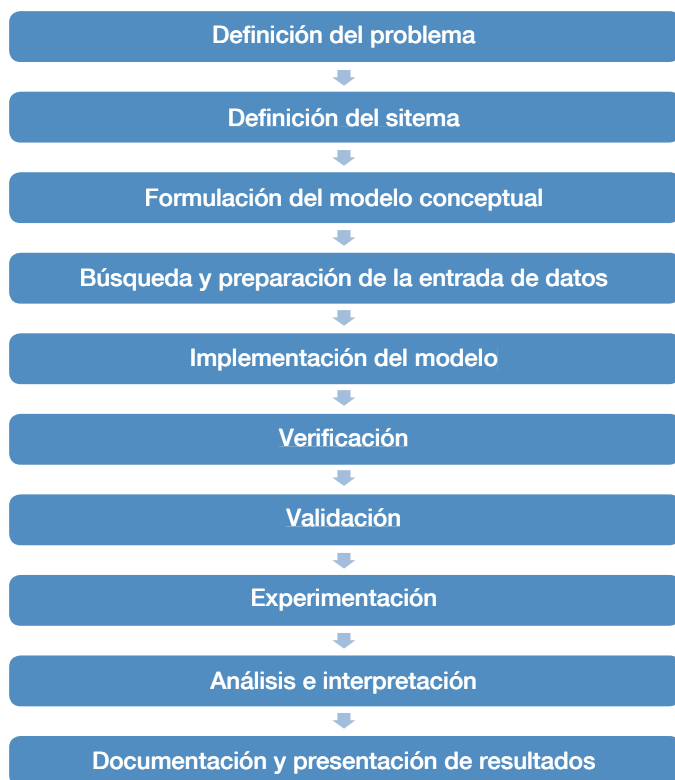 Definición del problema
Definición del sitema
Formulación del modelo conceptual
Búsqueda y preparación de la entrada de datos
Implementación del modelo
Verificación
Validación
Experimentación
Análisis e interpretación
Documentación y presentación de resultados